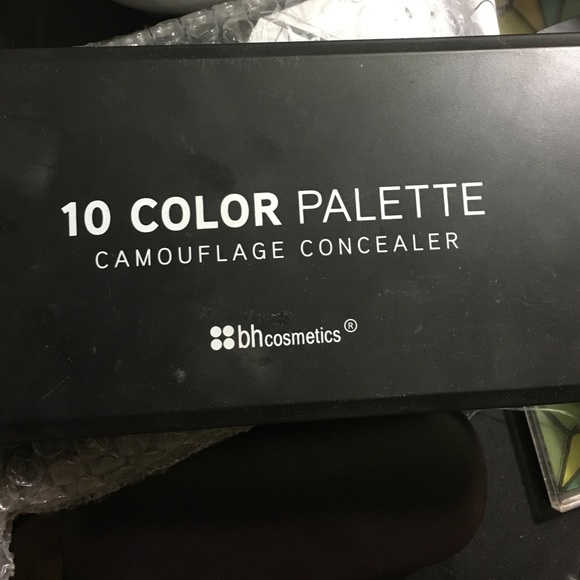 10 COLOR PALETTE
CAMOUFLAGE CONCEALER
bhcosmetics®